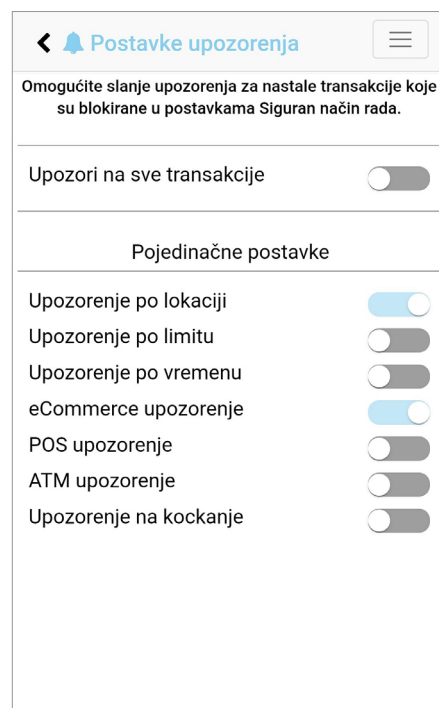 Postavke upozorenja
Omogućite slanje upozorenja za nastale transakcije koje
su blokirane u postavkama Siguran način rada.
Upozori na sve transakcije
Pojedinačne postavke
Upozorenje po lokaciji
Upozorenje po limitu
Upozorenje po vremenu
eCommerce upozorenje
POS upozorenje
ATM upozorenje
Upozorenje na kockanje